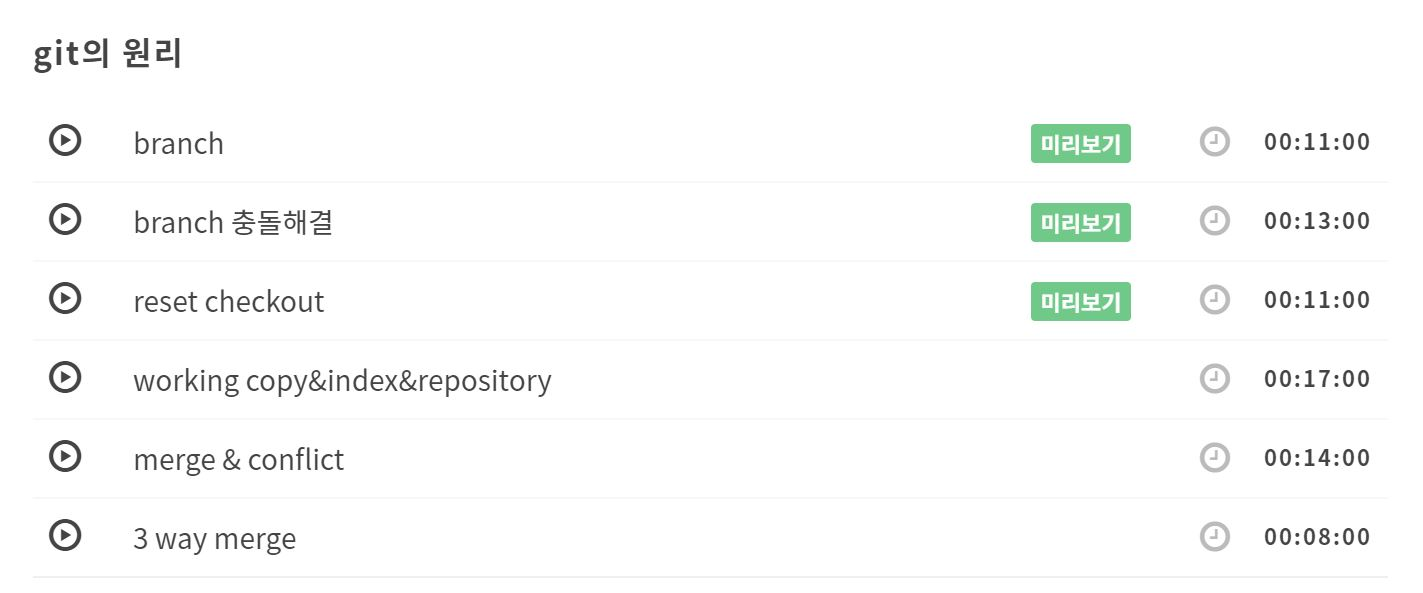 git의 원리
branch 미리보기 00:11:00
branch 충돌해결 미리보기 00:13:00
reset checkout 미리보기 00:11:00
working copy&index&repository 00:17:00
merge & conflict 00:14:00
3 way merge 00:08:00